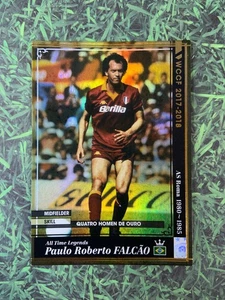 WCCF 2017-2018
Barilla
AS Roma 1980~1985
MIDFIELDER
SKILL
QUATRO HOMEN DE OURO
All Time Legends
Paulo Roberto FALCÃO